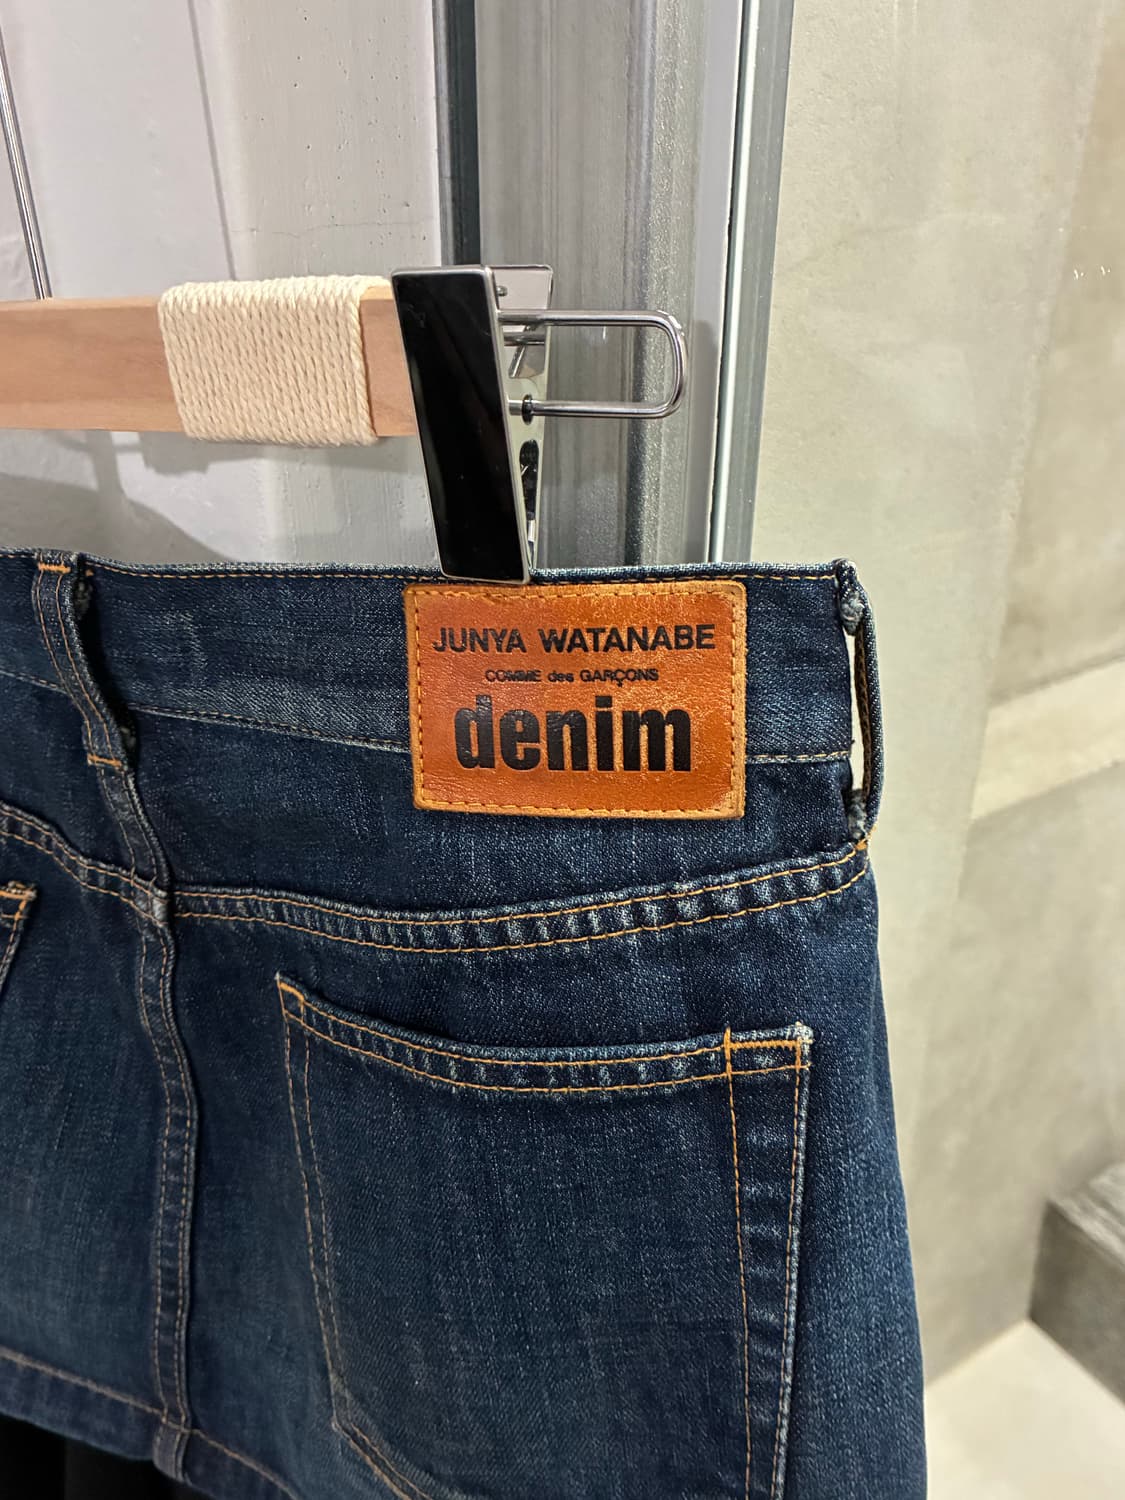 JUNYA WATANABE
COMME des GARÇONS
denim